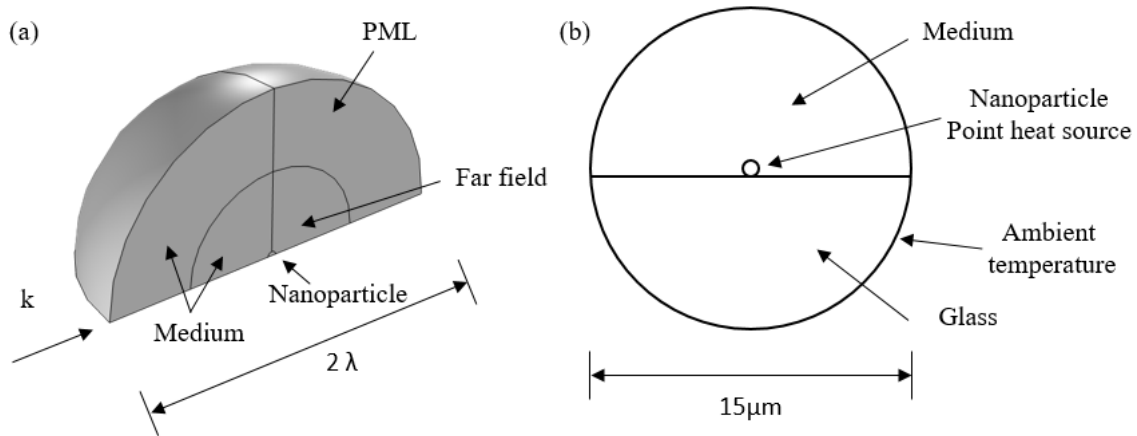 (a)
PML
Far field
Nanoparticle
Medium
k
2 λ
(b)
Medium
Nanoparticle
Point heat source
Ambient
temperature
Glass
15μm